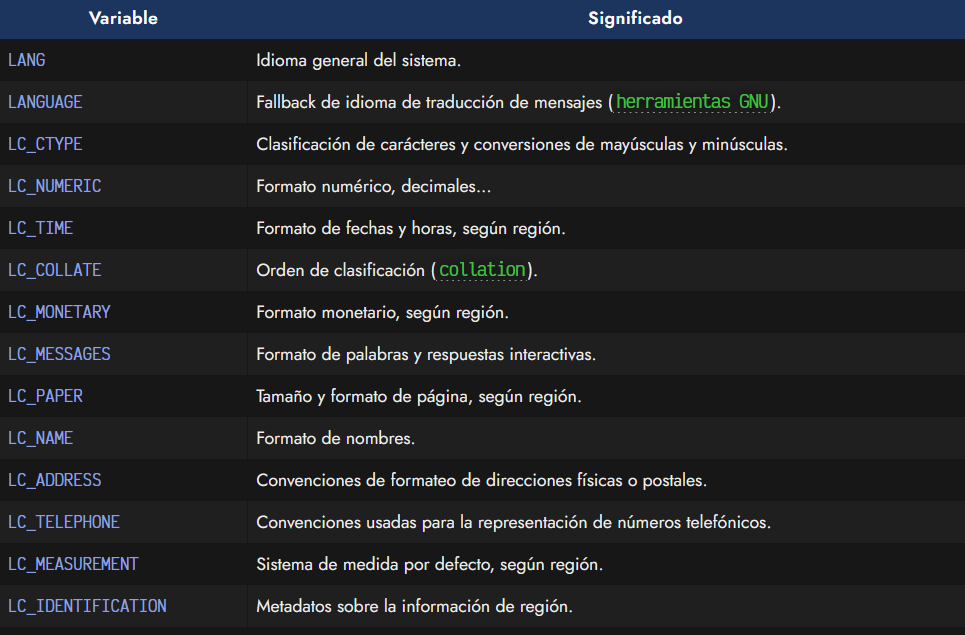 Variable Significado
LANG Idioma general del sistema.
LANGUAGE Fallback de idioma de traducción de mensajes (herramientas GNU).
LC_CTYPE Clasificación de carácteres y conversiones de mayúsculas y minúsculas.
LC_NUMERIC Formato numérico, decimales...
LC_TIME Formato de fechas y horas, según región.
LC_COLLATE Orden de clasificación (collation).
LC_MONETARY Formato monetario, según región.
LC_MESSAGES Formato de palabras y respuestas interactivas.
LC_PAPER Tamaño y formato de página, según región.
LC_NAME Formato de nombres.
LC_ADDRESS Convenciones de formateo de direcciones físicas o postales.
LC_TELEPHONE Convenciones usadas para la representación de números telefónicos.
LC_MEASUREMENT Sistema de medida por defecto, según región.
LC_IDENTIFICATION Metadatos sobre la información de región.